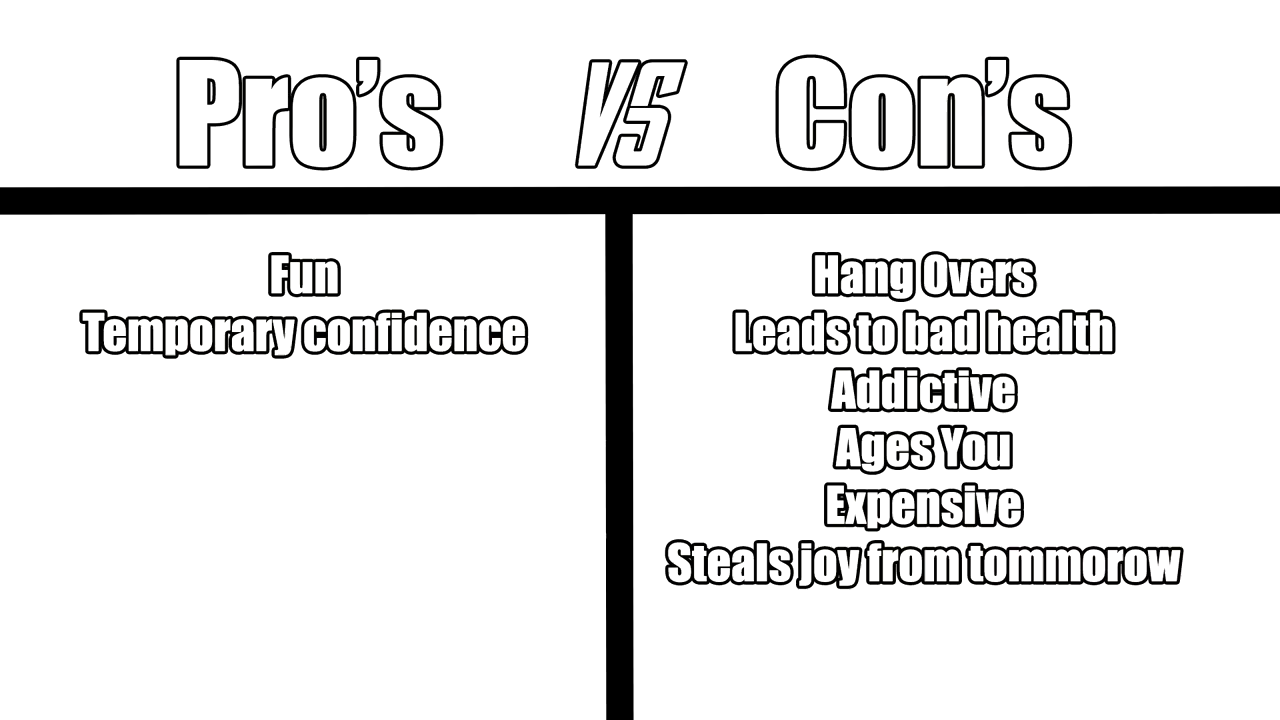 Pro's VS Con's
Fun
Temporary confidence
Hang Overs
Leads to bad health
Addictive
Ages You
Expensive
Steals joy from tommorow